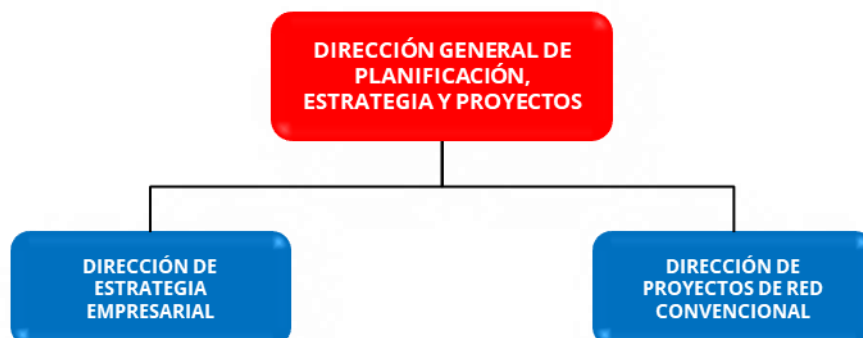 DIRECCIÓN GENERAL DE
PLANIFICACIÓN,
ESTRATEGIA Y PROYECTOS
DIRECCIÓN DE
ESTRATEGIA
EMPRESARIAL
DIRECCIÓN DE
PROYECTOS DE RED
CONVENCIONAL